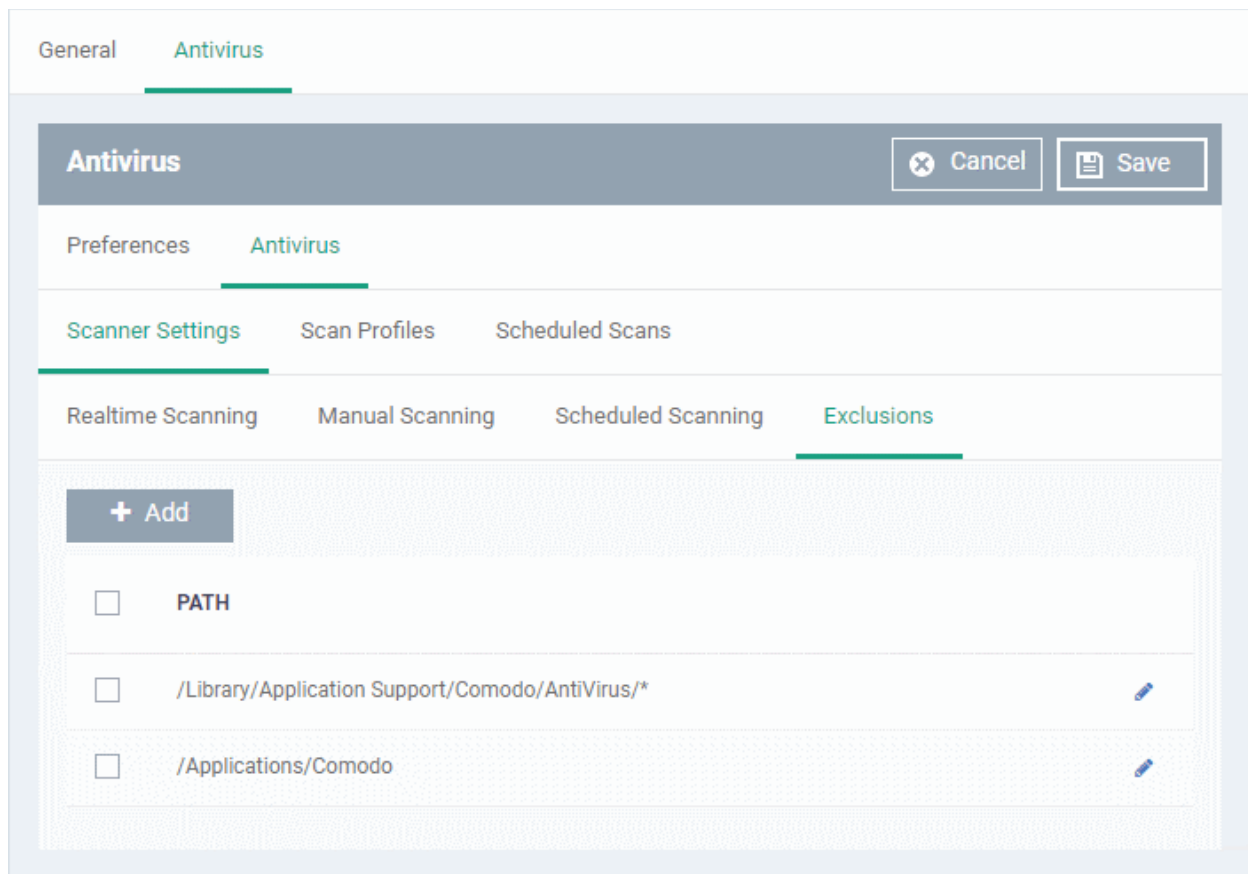 General Antivirus
Antivirus Cancel Save
Preferences Antivirus
Scanner Settings Scan Profiles Scheduled Scans
Realtime Scanning Manual Scanning Scheduled Scanning Exclusions
+ Add
PATH
/Library/Application Support/Comodo/AntiVirus/*
/Applications/Comodo